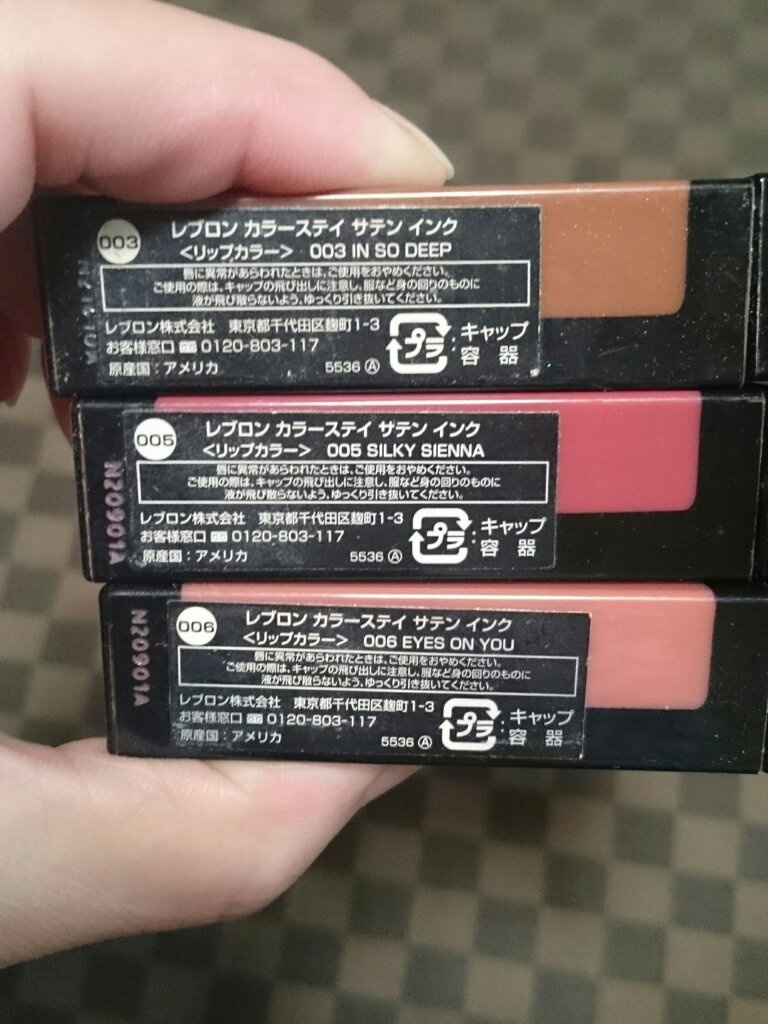 003
レブロン カラーステイ サテン インク
<リップカラー> 003 IN SO DEEP
唇に異常があらわれたときは、ご使用をおやめください。
ご使用の際は、キャップの飛び出しに注意し、服など身の回りのものに
液が飛び散らないよう、ゆっくり引き抜いてください。
レブロン株式会社 東京都千代田区麹町1-3
お客様窓口 0120-803-117
原産国:アメリカ 5536 Ⓐ
プラ : キャップ
容器
005
レブロン カラーステイ サテン インク
<リップカラー> 005 SILKY SIENNA
唇に異常があらわれたときは、ご使用をおやめください。
ご使用の際は、キャップの飛び出しに注意し、服など身の回りのものに
液が飛び散らないよう、ゆっくり引き抜いてください。
レブロン株式会社 東京都千代田区麹町1-3
お客様窓口 0120-803-117
原産国:アメリカ 5536 Ⓐ
プラ : キャップ
容器
N20901A
006
レブロン カラーステイ サテン インク
<リップカラー> 006 EYES ON YOU
唇に異常があらわれたときは、ご使用をおやめください。
ご使用の際は、キャップの飛び出しに注意し、服など身の回りのものに
液が飛び散らないよう、ゆっくり引き抜いてください。
レブロン株式会社 東京都千代田区麹町1-3
お客様窓口 0120-803-117
原産国:アメリカ 5536 Ⓐ
プラ : キャップ
容器
N20901A